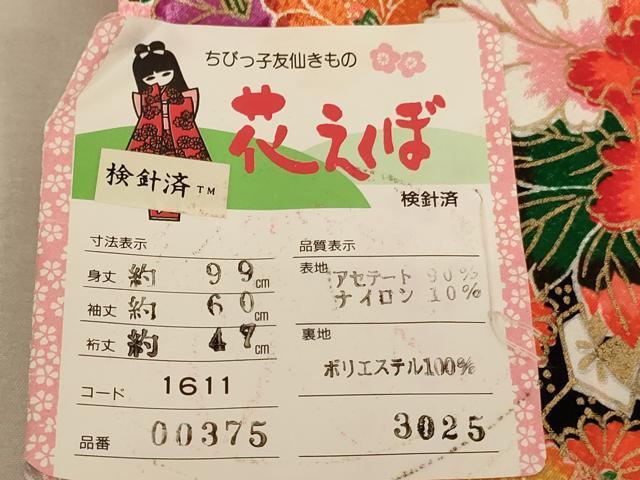 ちびっ子友仙きもの
花えくぼ
検針済TM
検針済
寸法表示
身丈 約 99cm
袖丈 約 60cm
裄丈 約 47cm
コード 1611
品番 00375
品質表示
表地 アセテート 90%
ナイロン 10%
裏地
ポリエステル100%
3025